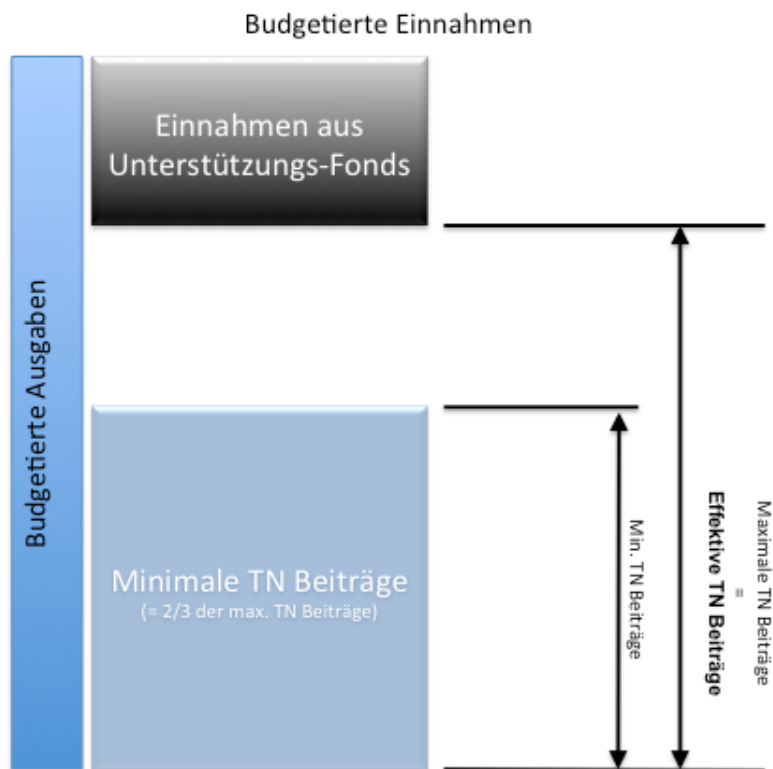 Budgetierte Einnahmen
Einnahmen aus
Unterstützungs-Fonds
Budgetierte Ausgaben
Minimale TN Beiträge
(= 2/3 der max. TN Beiträge)
Min. TN Beiträge
Maximale TN Beiträge
=
Effektive TN Beiträge